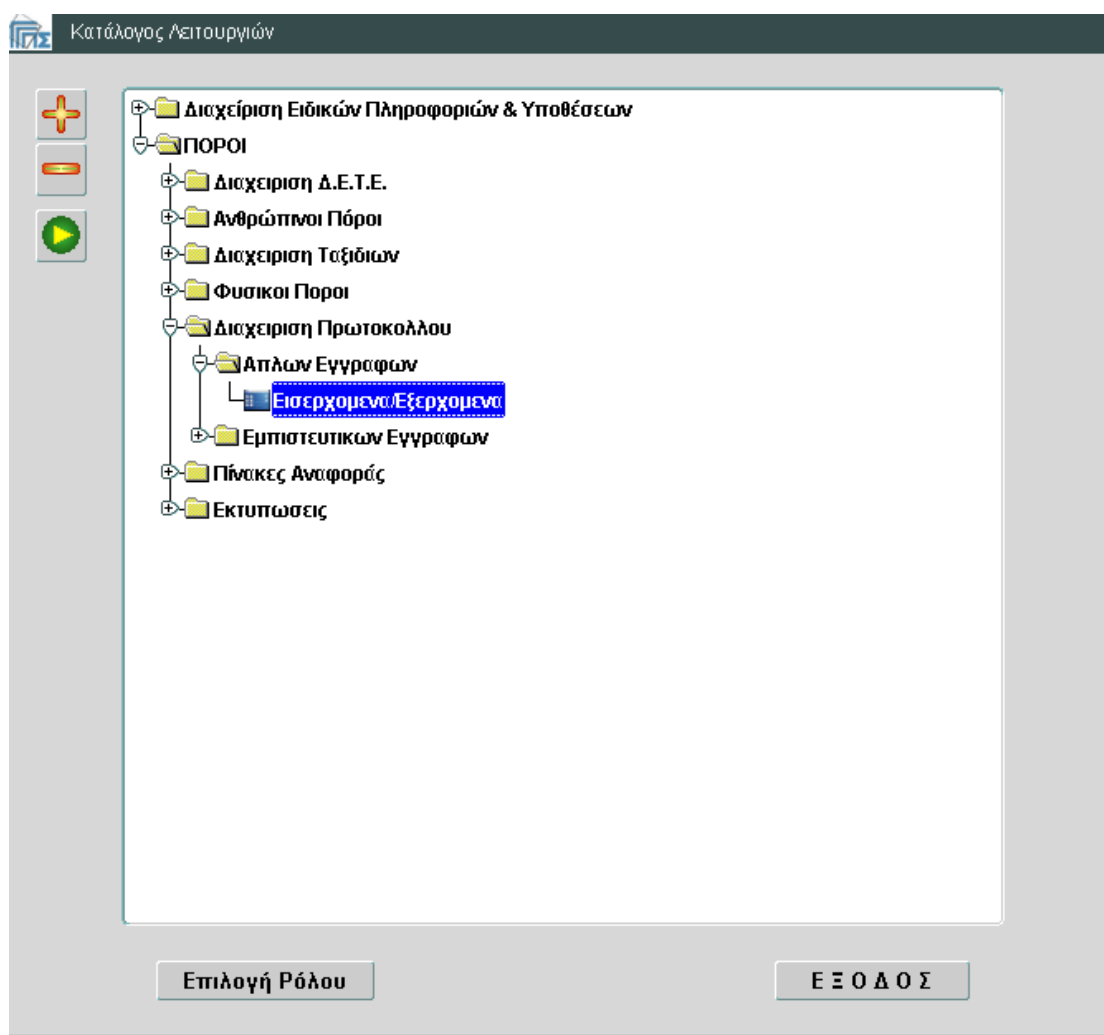 Κατάλογος Λειτουργιών
Διαχείριση Ειδικών Πληροφοριών & Υποθέσεων
ΠΟΡΟΙ
Διαχειριση Δ.Ε.Τ.Ε.
Ανθρώπινοι Πόροι
Διαχειριση Ταξιδιων
Φυσικοι Ποροι
Διαχειριση Πρωτοκολλου
Απλων Εγγραφων
Εισερχομενα/Εξερχομενα
Εμπιστευτικων Εγγραφων
Πίνακες Αναφοράς
Εκτυπωσεις
Επιλογή Ρόλου
Ε Ξ Ο Δ Ο Σ